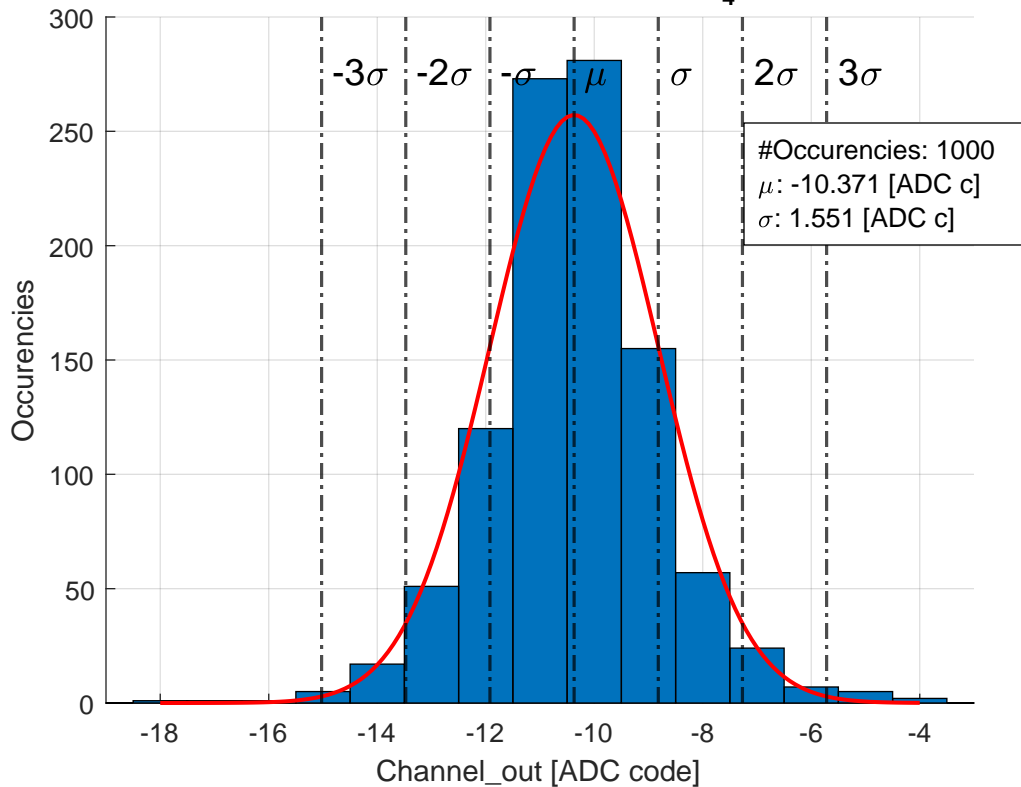 4
300
250
200
150
100
50
0
-3σ -2σ -σ μ σ 2σ 3σ
#Occurencies: 1000
μ: -10.371 [ADC c]
σ: 1.551 [ADC c]
Occurencies
-18 -16 -14 -12 -10 -8 -6 -4
Channel_out [ADC code]